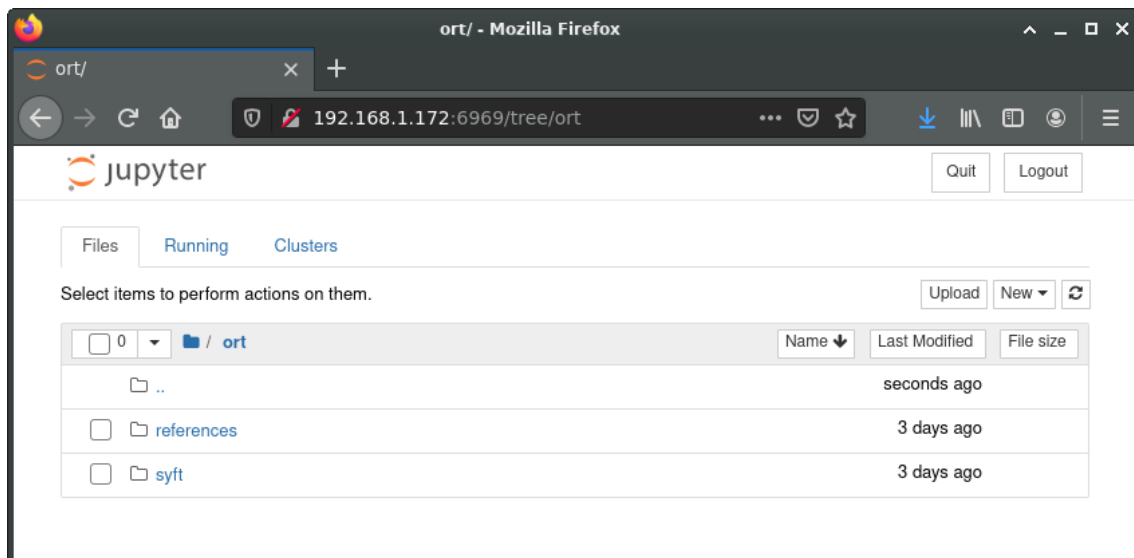 ort/ - Mozilla Firefox
ort/
192.168.1.172:6969/tree/ort
jupyter
Quit Logout
Files Running Clusters
Select items to perform actions on them.
Upload New
0 / ort Name Last Modified File size
.. seconds ago
references 3 days ago
syft 3 days ago